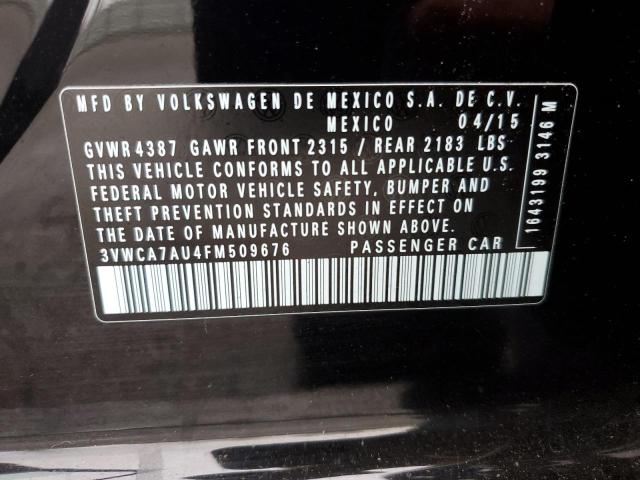 MFD BY VOLKSWAGEN DE MEXICO S.A. DE C.V.
MEXICO 04/15
GVWR 4387 GAWR FRONT 2315 / REAR 2183 LBS
THIS VEHICLE CONFORMS TO ALL APPLICABLE U.S.
FEDERAL MOTOR VEHICLE SAFETY, BUMPER AND
THEFT PREVENTION STANDARDS IN EFFECT ON
THE DATE OF MANUFACTURE SHOWN ABOVE.
3VWCA7AU4FM509676 PASSENGER CAR
1643199 3146 M